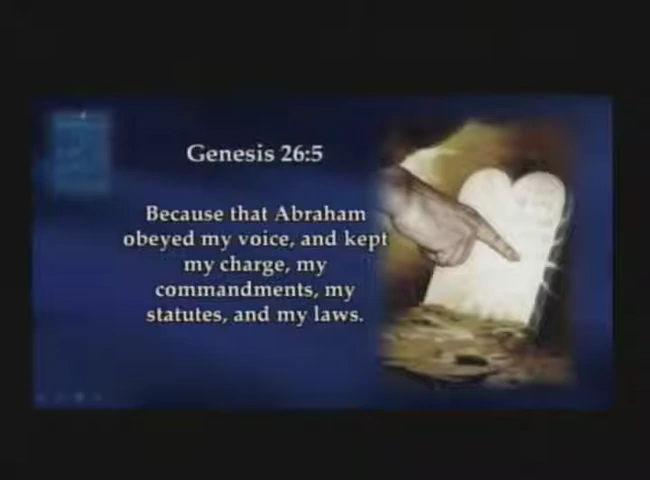 Genesis 26:5
Because that Abraham
obeyed my voice, and kept
my charge, my
commandments, my
statutes, and my laws.